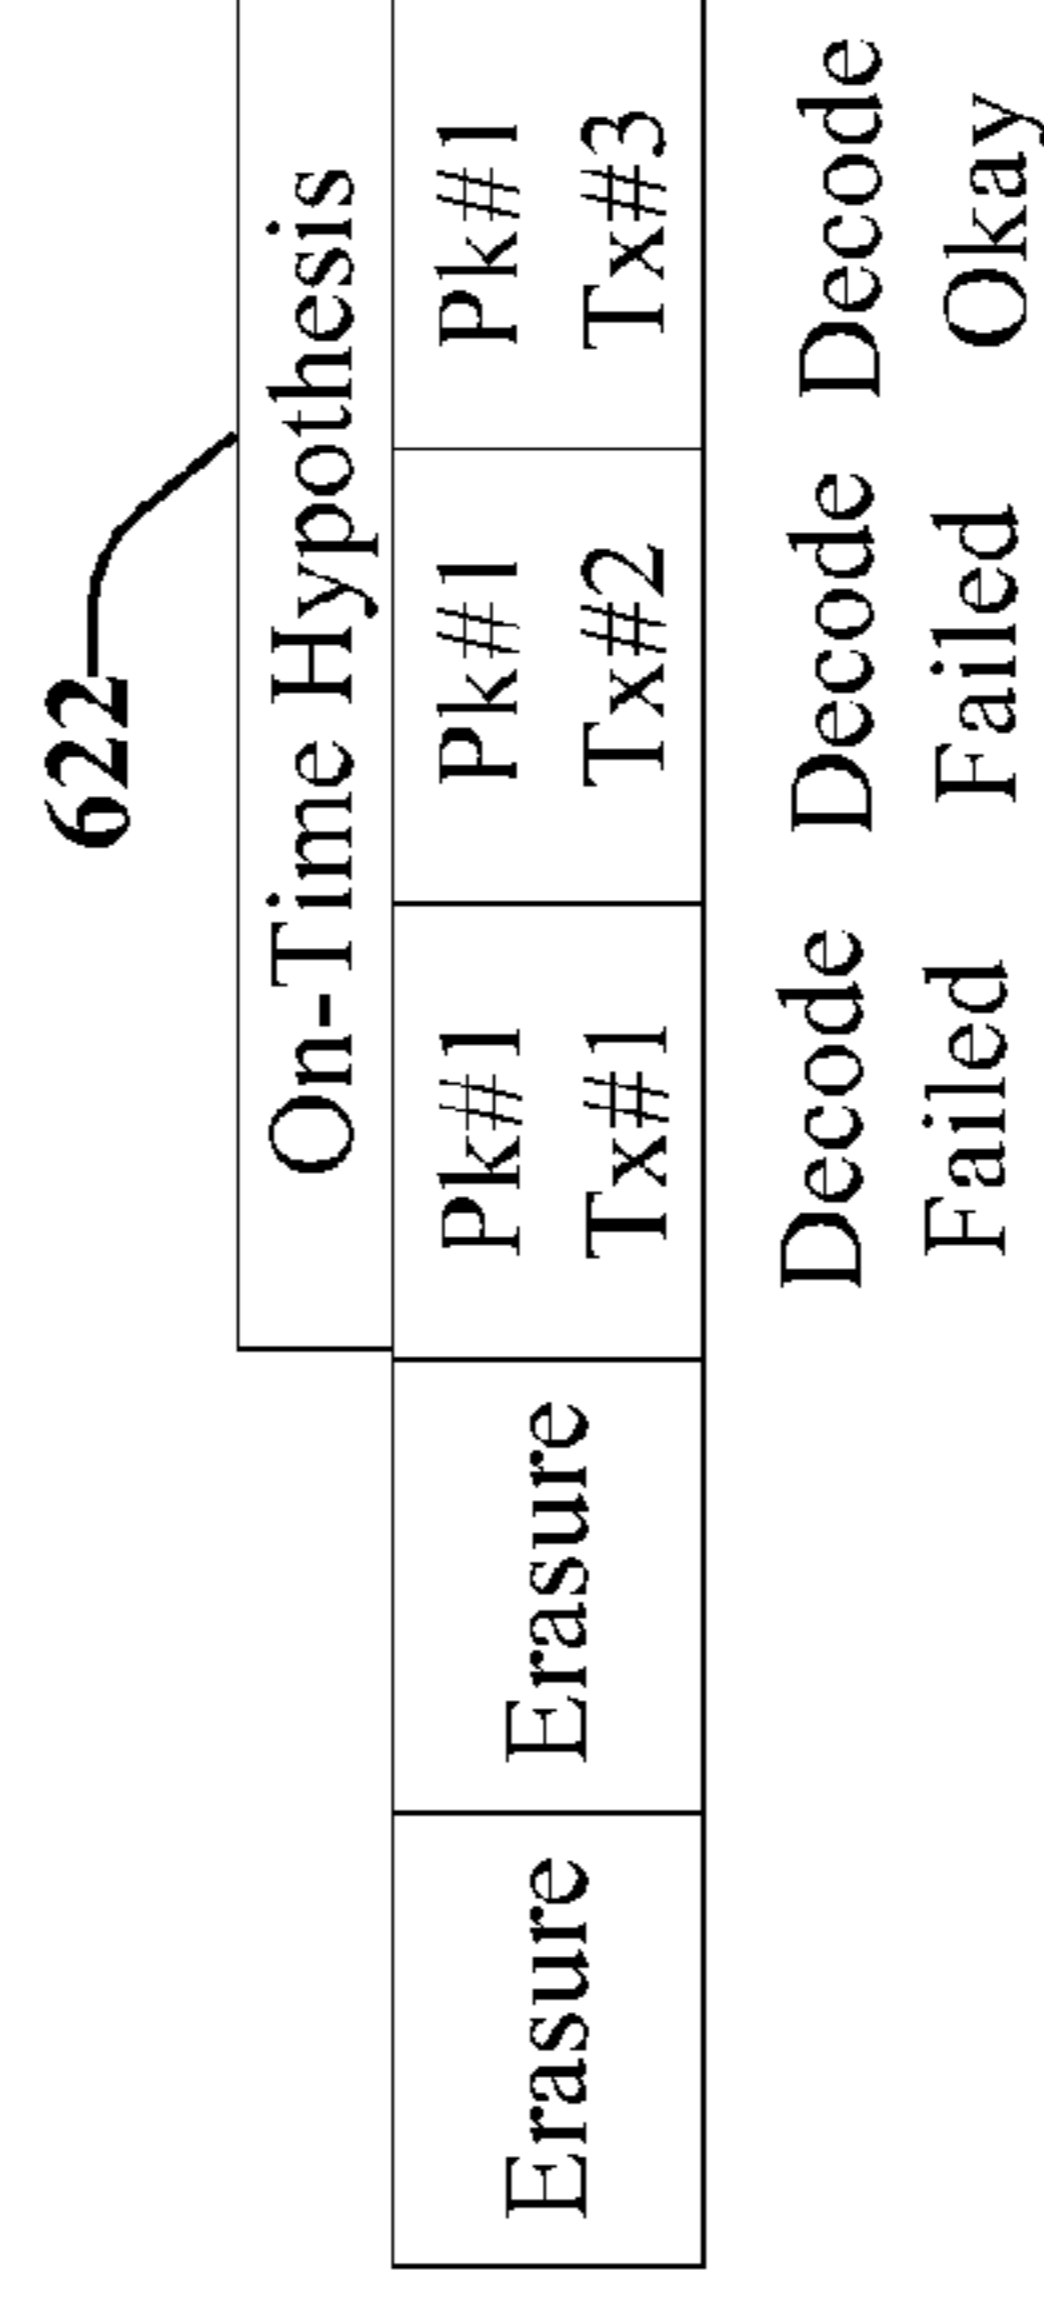 622
On-Time Hypothesis
Erasure
Erasure
Pk#1
Tx#1
Pk#1
Tx#2
Pk#1
Tx#3
Decode
Failed
Decode
Failed
Decode
Okay